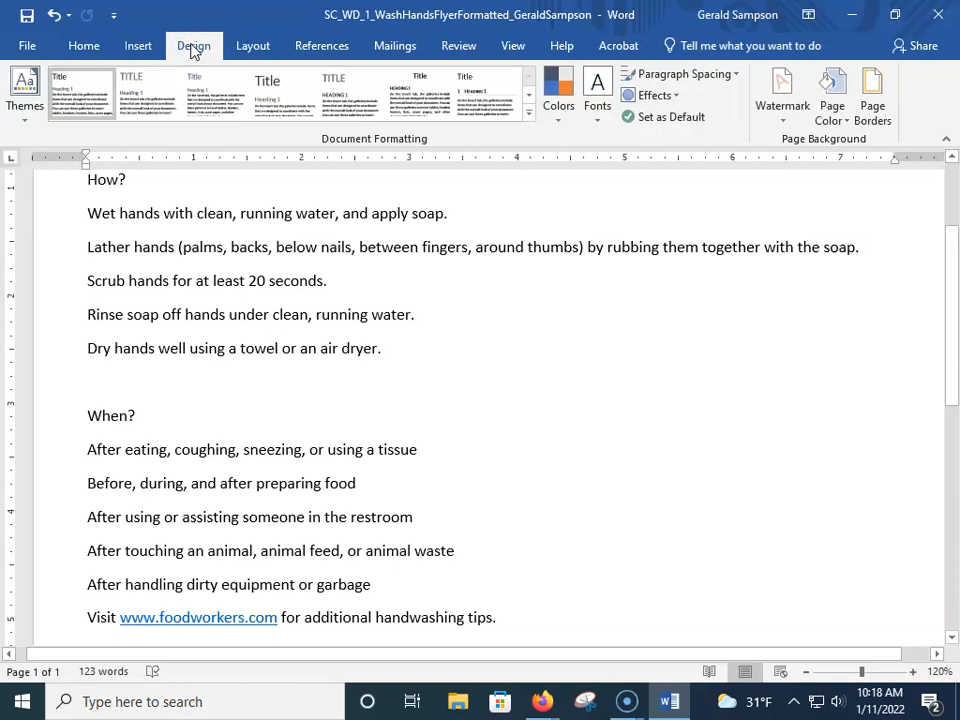 SC_WD_1_WashHandsFlyerFormatted_GeraldSampson - Word
Gerald Sampson
File Home Insert Design Layout References Mailings Review View Help Acrobat Tell me what you want to do Share
Themes
Colors
Fonts
Paragraph Spacing
Effects
Set as Default
Watermark
Page Color
Page Borders
Document Formatting
Page Background
How?
Wet hands with clean, running water, and apply soap.
Lather hands (palms, backs, below nails, between fingers, around thumbs) by rubbing them together with the soap.
Scrub hands for at least 20 seconds.
Rinse soap off hands under clean, running water.
Dry hands well using a towel or an air dryer.
When?
After eating, coughing, sneezing, or using a tissue
Before, during, and after preparing food
After using or assisting someone in the restroom
After touching an animal, animal feed, or animal waste
After handling dirty equipment or garbage
Visit www.foodworkers.com for additional handwashing tips.
Page 1 of 1 123 words 120%
Type here to search
31°F
10:18 AM
1/11/2022
2